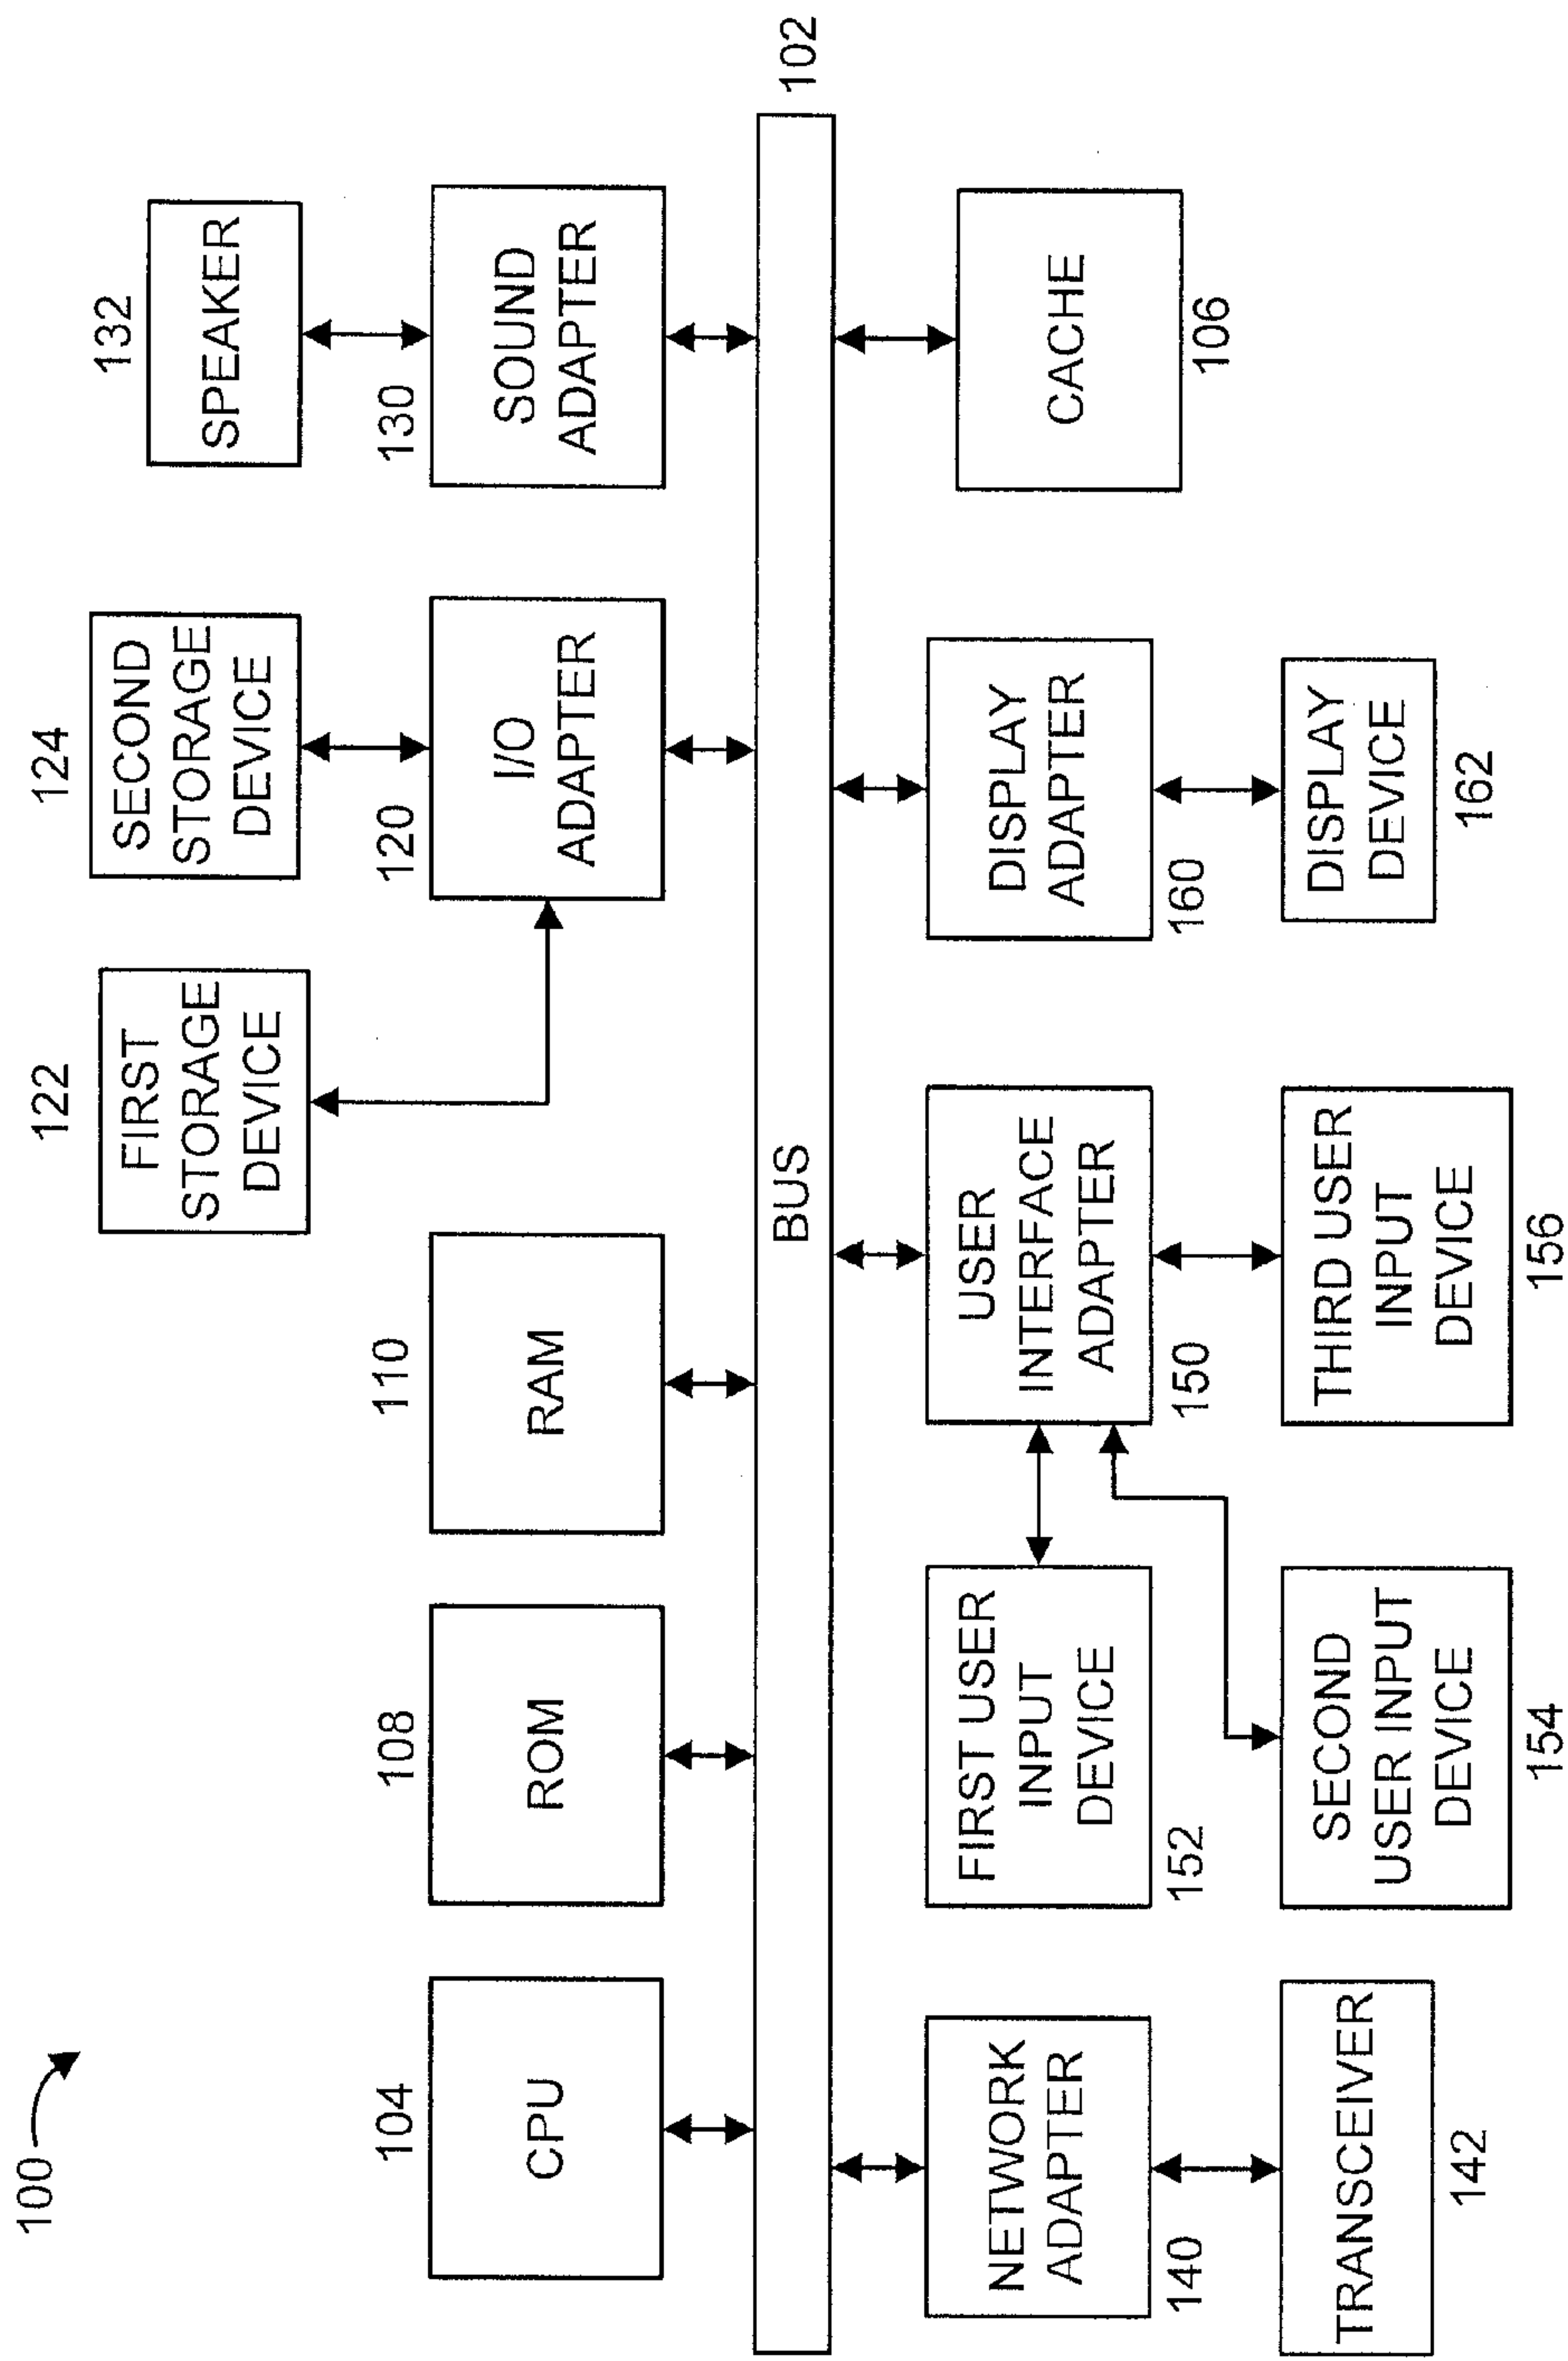 100
122
124
132
FIRST
STORAGE
DEVICE
SECOND
STORAGE
DEVICE
SPEAKER
104
108
110
120
130
CPU
ROM
RAM
I/O
ADAPTER
SOUND
ADAPTER
BUS
102
NETWORK
ADAPTER
FIRST USER
INPUT
DEVICE
USER
INTERFACE
ADAPTER
DISPLAY
ADAPTER
CACHE
140
152
150
160
106
TRANSCEIVER
SECOND
USER INPUT
DEVICE
THIRD USER
INPUT
DEVICE
DISPLAY
DEVICE
142
154
156
162